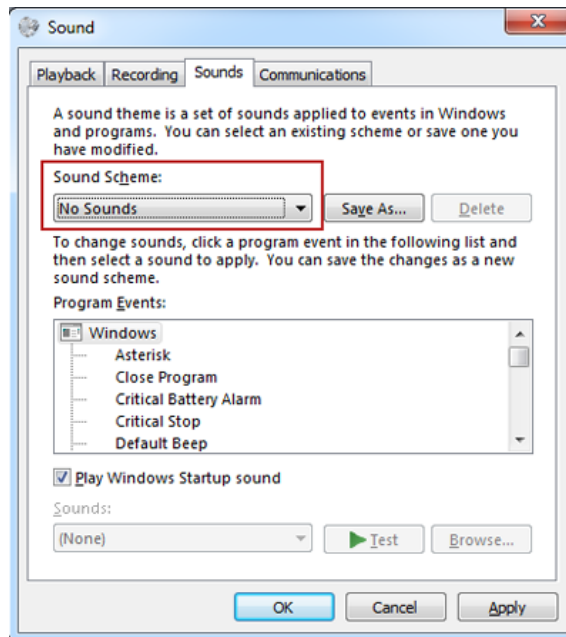 Sound
Playback Recording Sounds Communications
A sound theme is a set of sounds applied to events in Windows
and programs. You can select an existing scheme or save one you
have modified.
Sound Scheme:
No Sounds Save As... Delete
To change sounds, click a program event in the following list and
then select a sound to apply. You can save the changes as a new
sound scheme.
Program Events:
Windows
Asterisk
Close Program
Critical Battery Alarm
Critical Stop
Default Beep
Play Windows Startup sound
Sounds:
(None) Test Browse...
OK Cancel Apply